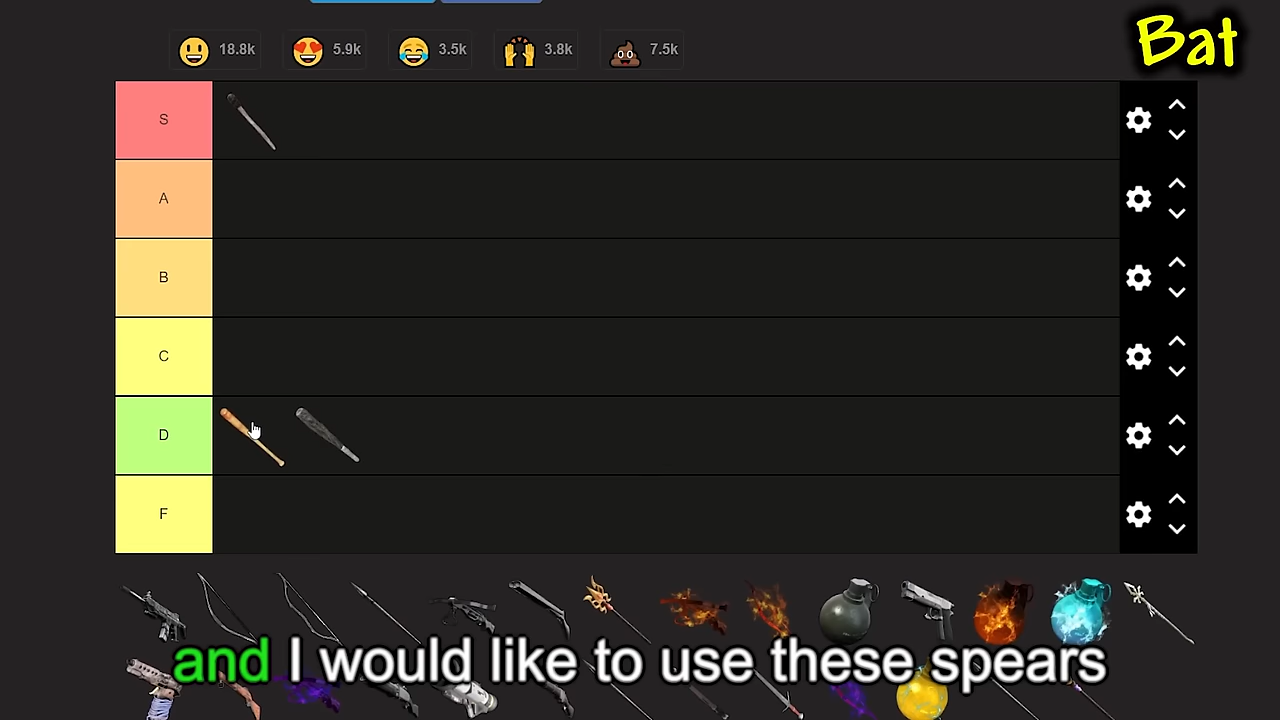 Bat
18.8k 5.9k 3.5k 3.8k 7.5k
S
A
B
C
D
F
and I would like to use these spears